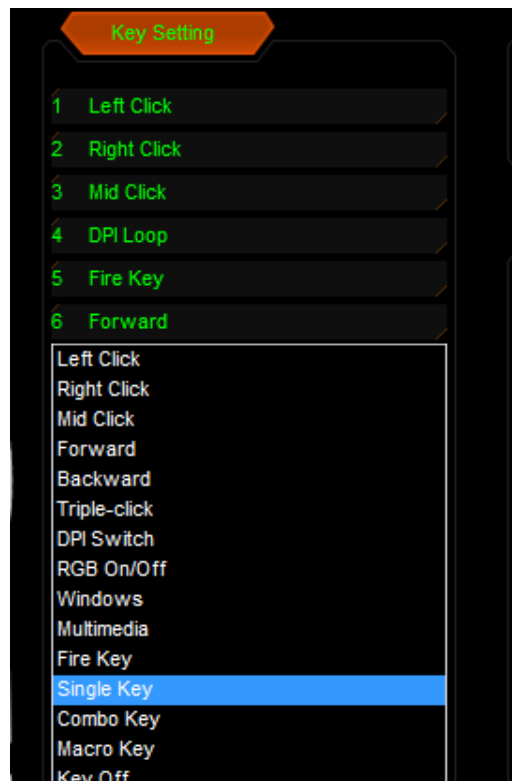 Key Setting
1 Left Click
2 Right Click
3 Mid Click
4 DPI Loop
5 Fire Key
6 Forward
Left Click
Right Click
Mid Click
Forward
Backward
Triple-click
DPI Switch
RGB On/Off
Windows
Multimedia
Fire Key
Single Key
Combo Key
Macro Key
Key Off